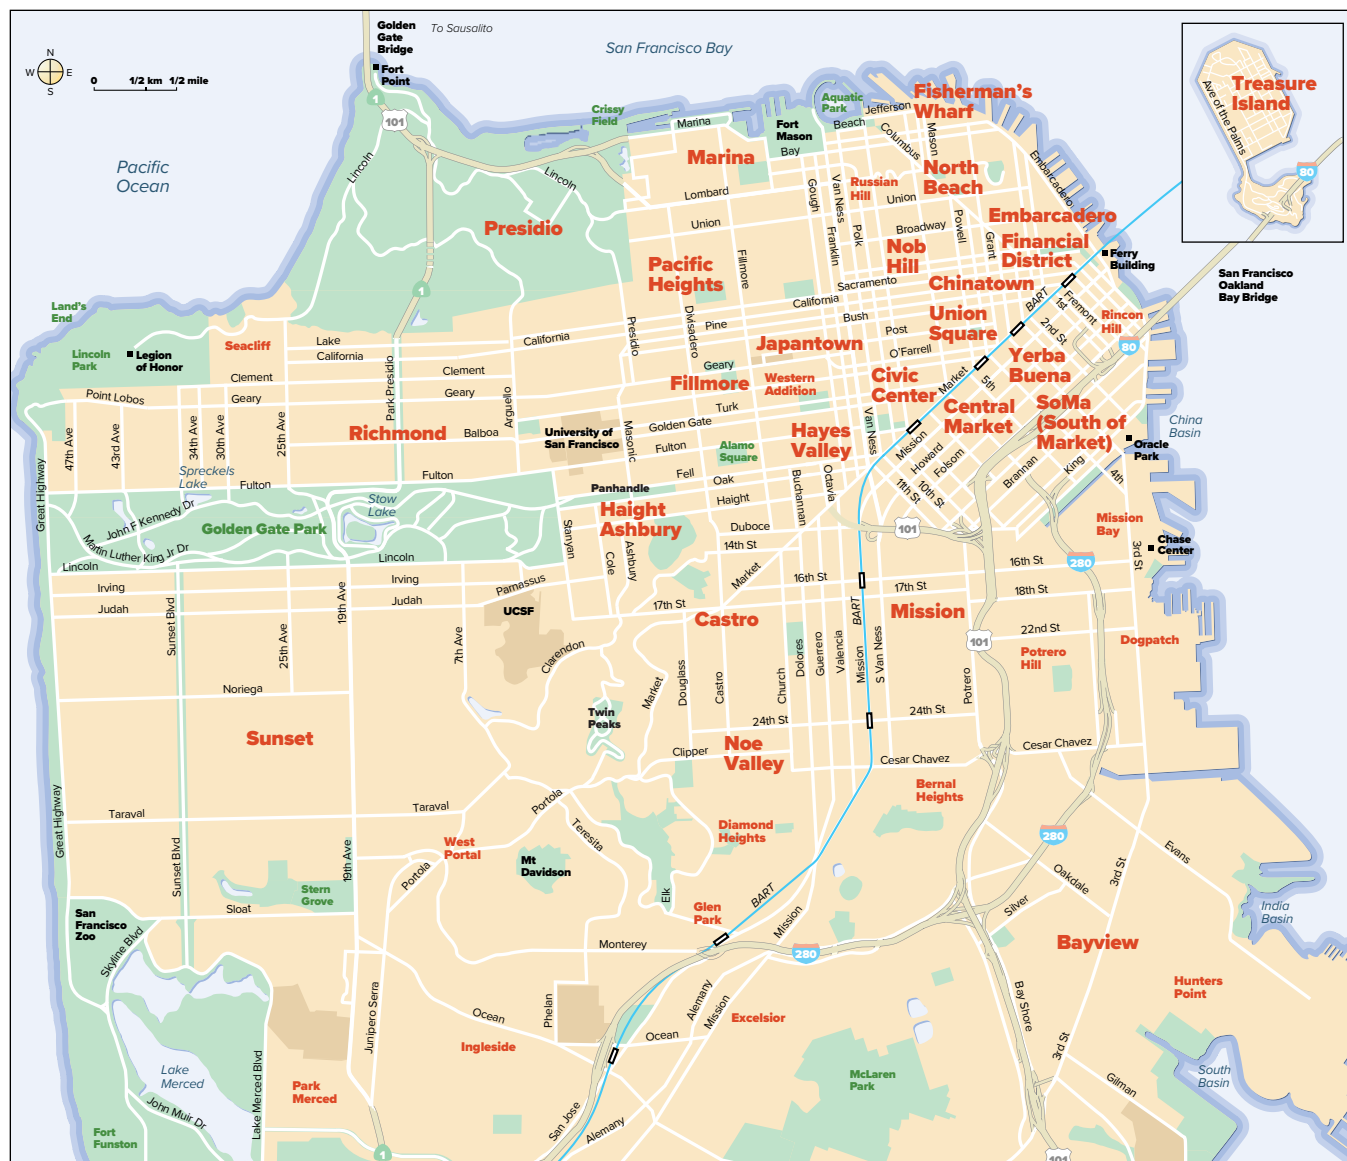 Golden
Gate
Bridge
To Sausalito
San Francisco Bay
N
W
E
S
0
1/2 km
1/2 mile
Fort
Point
1
101
Treasure
Island
Ave of the Palms
80
Crissy
Field
Aquatic
Park
Fisherman's
Wharf
Jefferson
Beach
Fort
Mason
Marina
Bay
Columbus
Mason
Embarcadero
Pacific
Ocean
Lincoln
Lincoln
Marina
North
Beach
Russian
Hill
Lombard
Gough
Van Ness
Union
Union
Polk
Franklin
Broadway
Powell
Grant
Embarcadero
Presidio
Nob
Hill
Financial
District
Ferry
Building
Pacific
Heights
Fillmore
Chinatown
San Francisco
Oakland
Bay Bridge
1
Sacramento
California
BART
Fremont
1st
Land's
End
Presidio
Divisadero
Pine
Bush
Union
Square
2nd St
Rincon
Hill
Post
Lincoln
Park
Legion
of Honor
Seacliff
Lake
California
California
Japantown
O'Farrell
80
Yerba
Buena
Geary
Clement
Clement
Fillmore
Western
Addition
Civic
Center
Market
5th
Point Lobos
Geary
Geary
Park Presidio
Arguello
Turk
Central
Market
SoMa
(South of
Market)
China
Basin
47th Ave
43rd Ave
34th Ave
30th Ave
25th Ave
Richmond
Balboa
University of
San Francisco
Masonic
Golden Gate
Fulton
Alamo
Square
Hayes
Valley
Van Ness
Mission
Howard
Folsom
Oracle
Park
Spreckels
Lake
Great Highway
Fulton
Fulton
Fell
Oak
Buchannan
Octavia
Brannan
King
4th
10th St
11th St
Panhandle
Stow
Lake
Haight
Haight
Ashbury
John F Kennedy Dr
Golden Gate Park
Duboce
101
Mission
Bay
Martin Luther King Jr Dr
Stanyan
Cole
Ashbury
14th St
3rd St
Chase
Center
Lincoln
Lincoln
16th St
280
Market
16th St
Irving
Irving
Parnassus
17th St
18th St
Judah
Judah
UCSF
17th St
Castro
BART
Mission
Sunset Blvd
25th Ave
19th Ave
7th Ave
22nd St
101
Dogpatch
Clarendon
Market
Douglass
Castro
Church
Dolores
Guerrero
Valencia
Mission
S Van Ness
Potrero
Potrero
Hill
Noriega
Twin
Peaks
24th St
24th St
Sunset
Noe
Valley
Clipper
Cesar Chavez
Cesar Chavez
Great Highway
Taraval
Taraval
Portola
Bernal
Heights
Teresita
Diamond
Heights
280
Evans
West
Portal
Portola
Mt
Davidson
Sunset Blvd
19th Ave
Stern
Grove
Elk
BART
3rd St
Oakdale
Sloat
Glen
Park
Mission
Silver
India
Basin
San
Francisco
Zoo
Skyline Blvd
Monterey
280
Bayview
Hunters
Point
Junipero Serra
Phelan
Ocean
Alemany
Mission
Excelsior
Bay Shore
Ocean
Ingleside
3rd St
Lake
Merced
Lake Merced Blvd
Park
Merced
McLaren
Park
South
Basin
Gilman
John Muir Dr
Fort
Funston
San Jose
Alemany
1
101